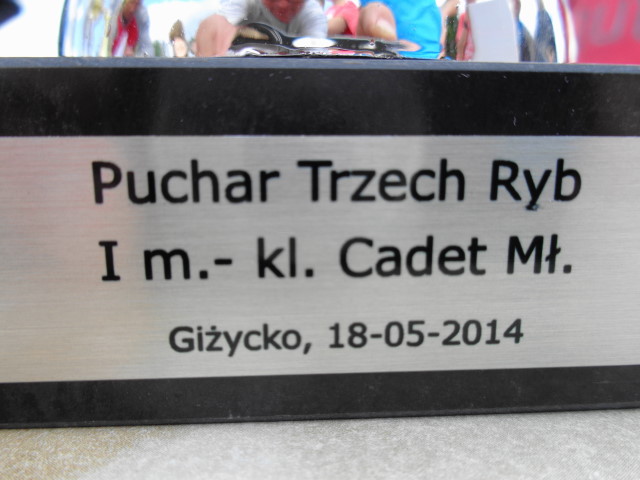 Puchar Trzech Ryb
I m.- kl. Cadet Mł.
Giżycko, 18-05-2014